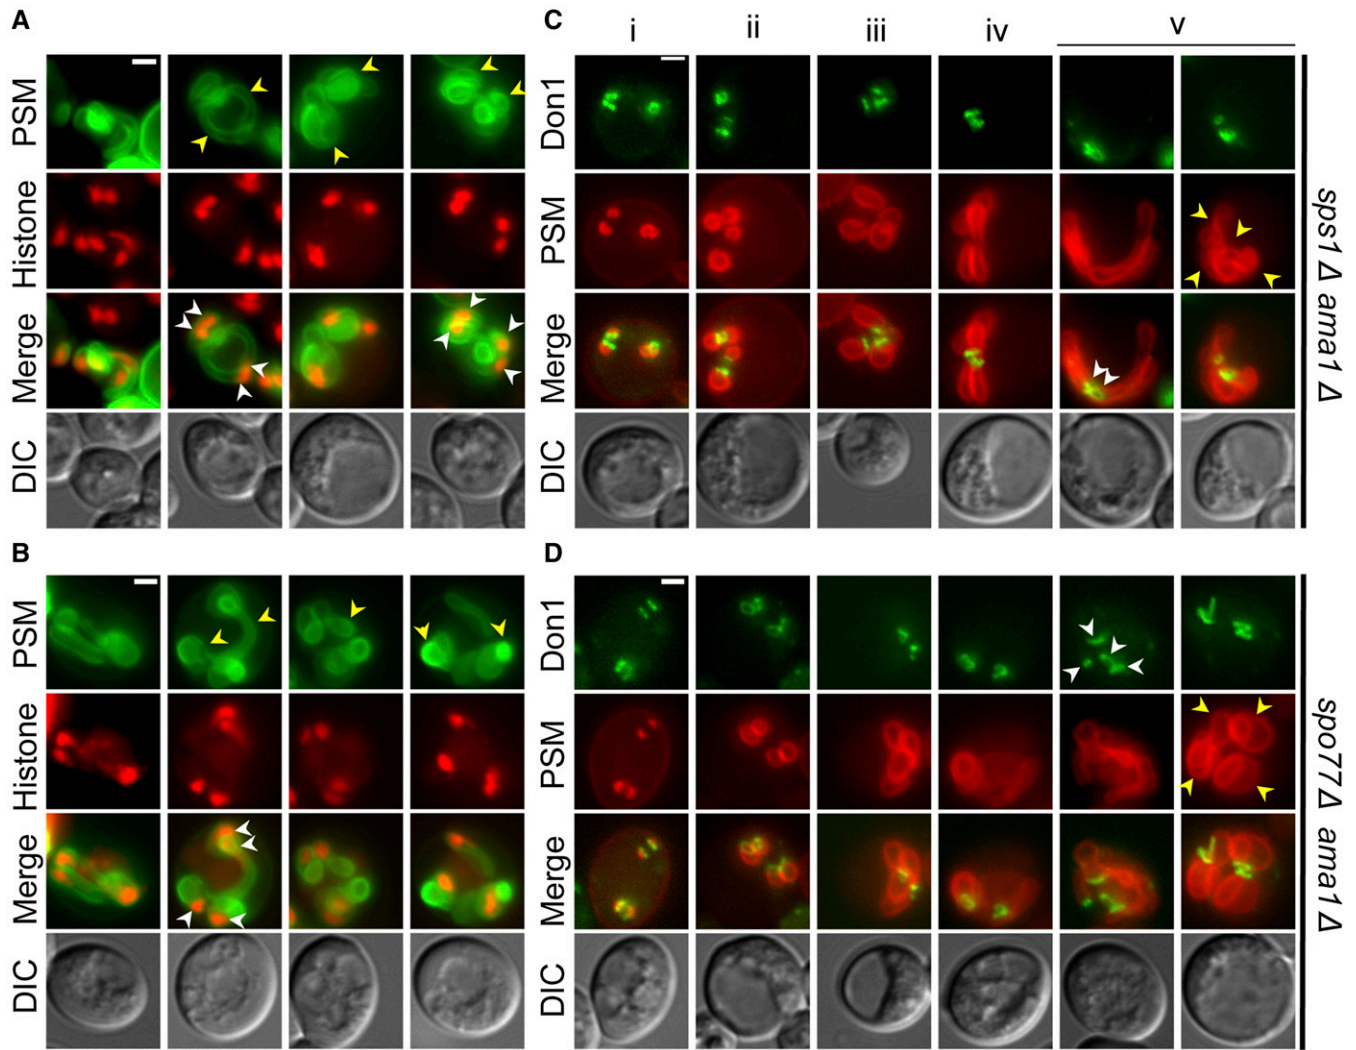 A
PSM
Histone
Merge
DIC
B
PSM
Histone
Merge
DIC
C
i
ii
iii
iv
v
Don1
PSM
Merge
DIC
sps1Δ ama1Δ
D
Don1
PSM
Merge
DIC
spo77Δ ama1Δ